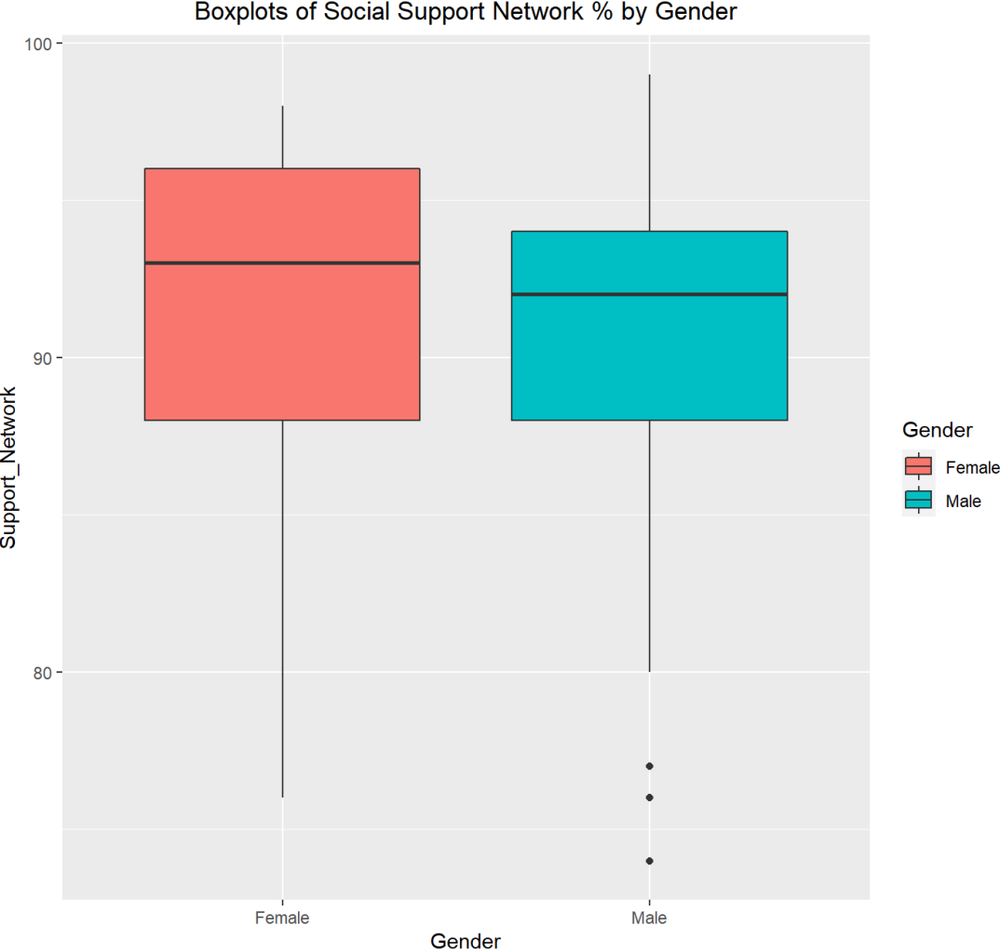 Boxplots of Social Support Network % by Gender
100
90
80
Support_Network
Female
Male
Gender
Gender
Female
Male